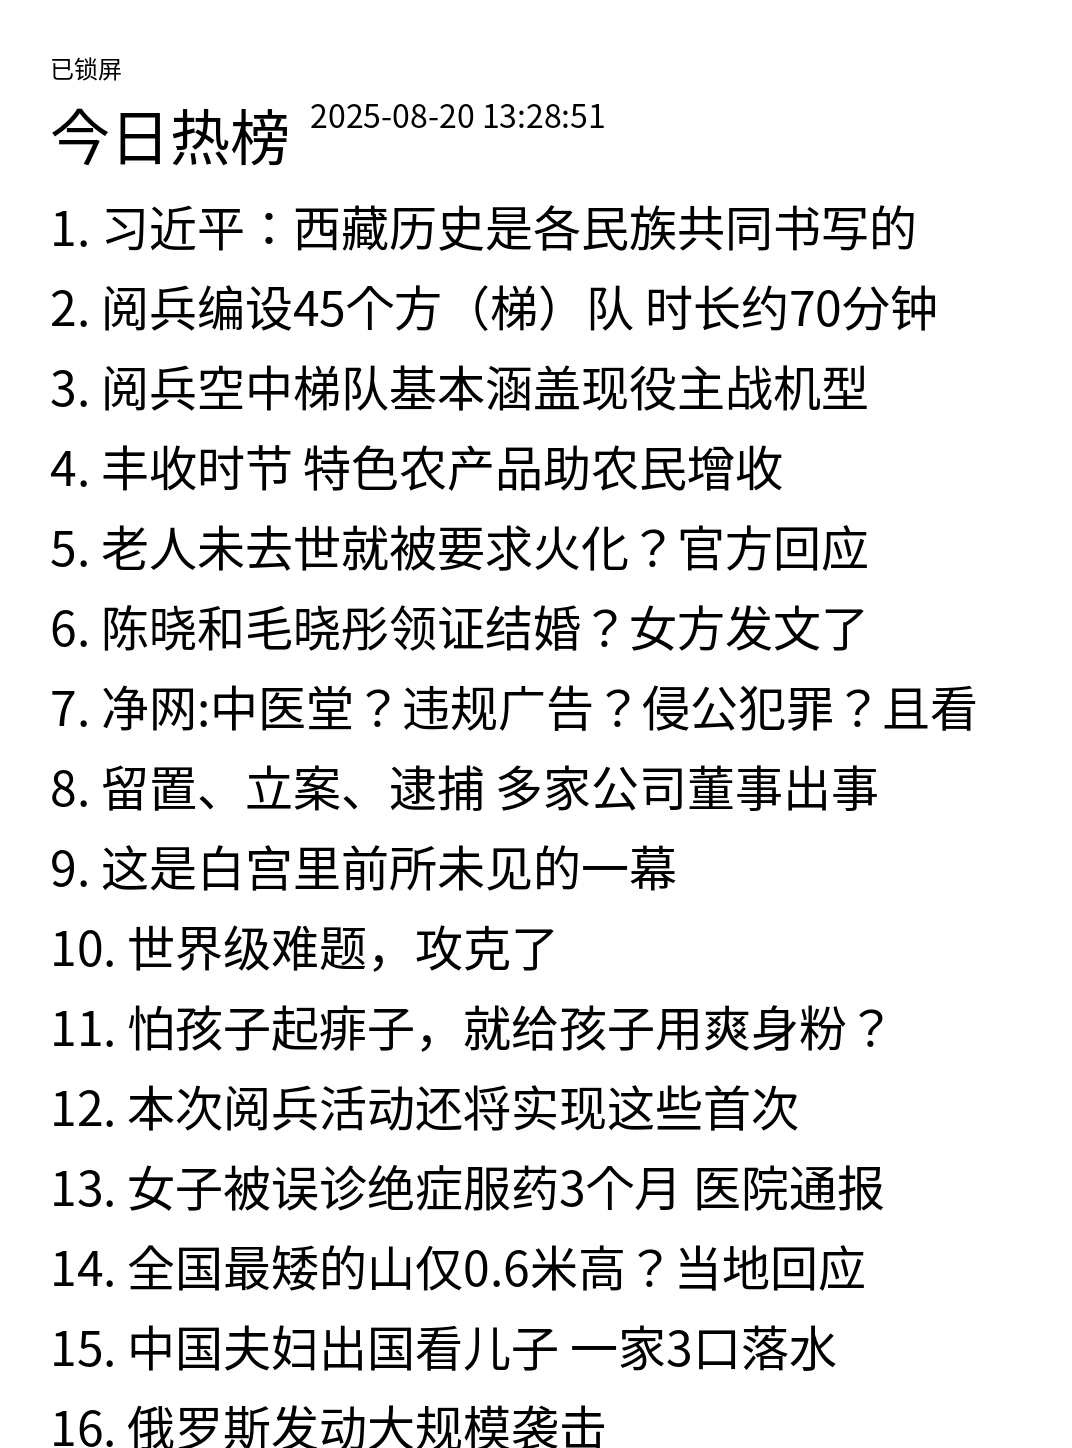 已锁屏
今日热榜 2025-08-20 13:28:51
1. 习近平：西藏历史是各民族共同书写的
2. 阅兵编设45个方（梯）队 时长约70分钟
3. 阅兵空中梯队基本涵盖现役主战机型
4. 丰收时节 特色农产品助农民增收
5. 老人未去世就被要求火化？官方回应
6. 陈晓和毛晓彤领证结婚？女方发文了
7. 净网:中医堂？违规广告？侵公犯罪？且看
8. 留置、立案、逮捕 多家公司董事出事
9. 这是白宫里前所未见的一幕
10. 世界级难题，攻克了
11. 怕孩子起痱子，就给孩子用爽身粉？
12. 本次阅兵活动还将实现这些首次
13. 女子被误诊绝症服药3个月 医院通报
14. 全国最矮的山仅0.6米高？当地回应
15. 中国夫妇出国看儿子 一家3口落水
16. 俄罗斯发动大规模袭击